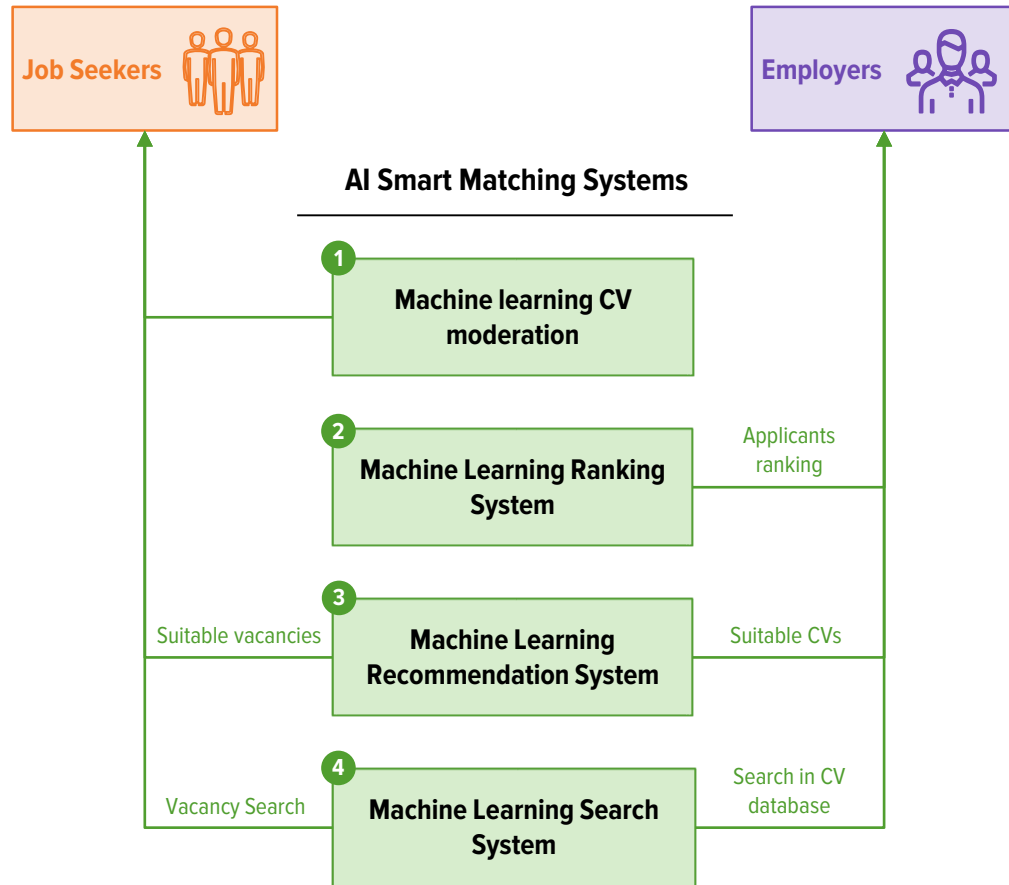 Job Seekers
Employers
AI Smart Matching Systems
1
Machine learning CV
moderation
2
Machine Learning Ranking
System
Applicants
ranking
3
Suitable vacancies
Machine Learning
Recommendation System
Suitable CVs
4
Vacancy Search
Machine Learning Search
System
Search in CV
database